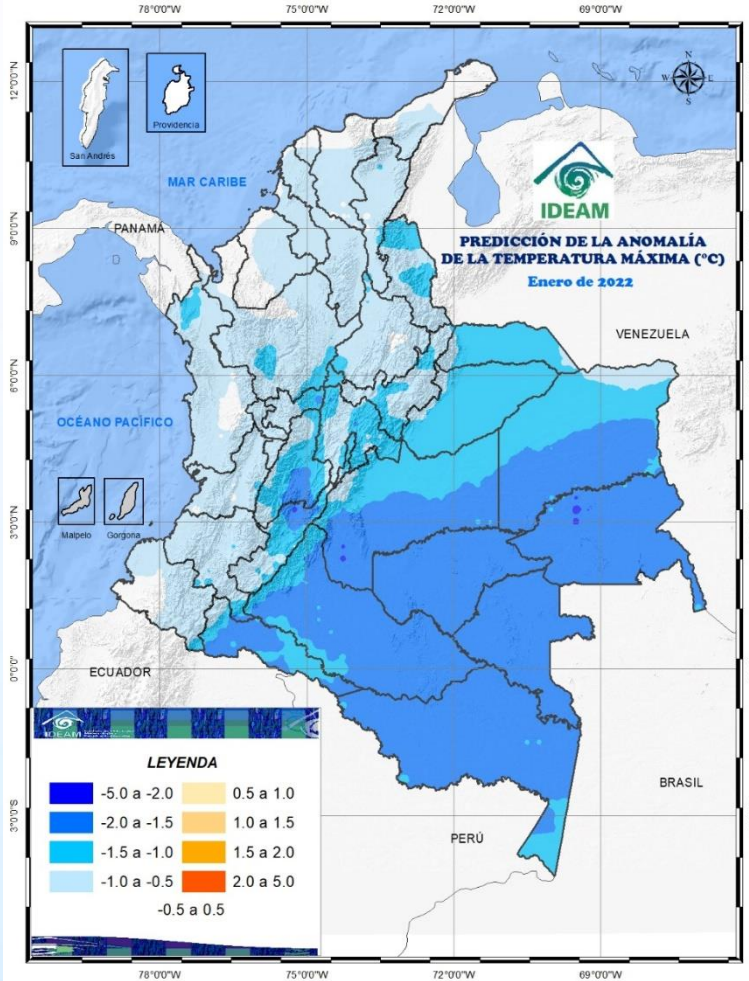 78°0'0"W 75°0'0"W 72°0'0"W 69°0'0"W
12°0'0"N
9°0'0"N
6°0'0"N
3°0'0"N
0°0'0"
3°0'0"S
N
W E
S
San Andrés
Providencia
MAR CARIBE
IDEAM
PANAMÁ
PREDICCIÓN DE LA ANOMALÍA
DE LA TEMPERATURA MÁXIMA (°C)
Enero de 2022
VENEZUELA
OCÉANO PACÍFICO
Malpelo
Gorgona
ECUADOR
IDEAM
LEYENDA
-5.0 a -2.0 0.5 a 1.0
-2.0 a -1.5 1.0 a 1.5
-1.5 a -1.0 1.5 a 2.0
-1.0 a -0.5 2.0 a 5.0
-0.5 a 0.5
BRASIL
PERÚ
78°0'0"W 75°0'0"W 72°0'0"W 69°0'0"W